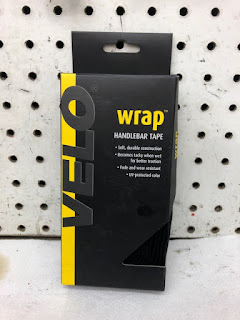 VELO®
wrap™
HANDLEBAR TAPE
• Soft, durable construction
• Becomes tacky when wet
for better traction
• Fade and wear resistant
• UV protected color